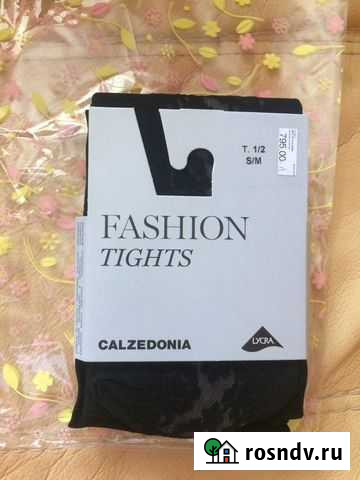 T. 1/2
S/M
795.00
FASHION
TIGHTS
CALZEDONIA
LYCRA
rosndv.ru